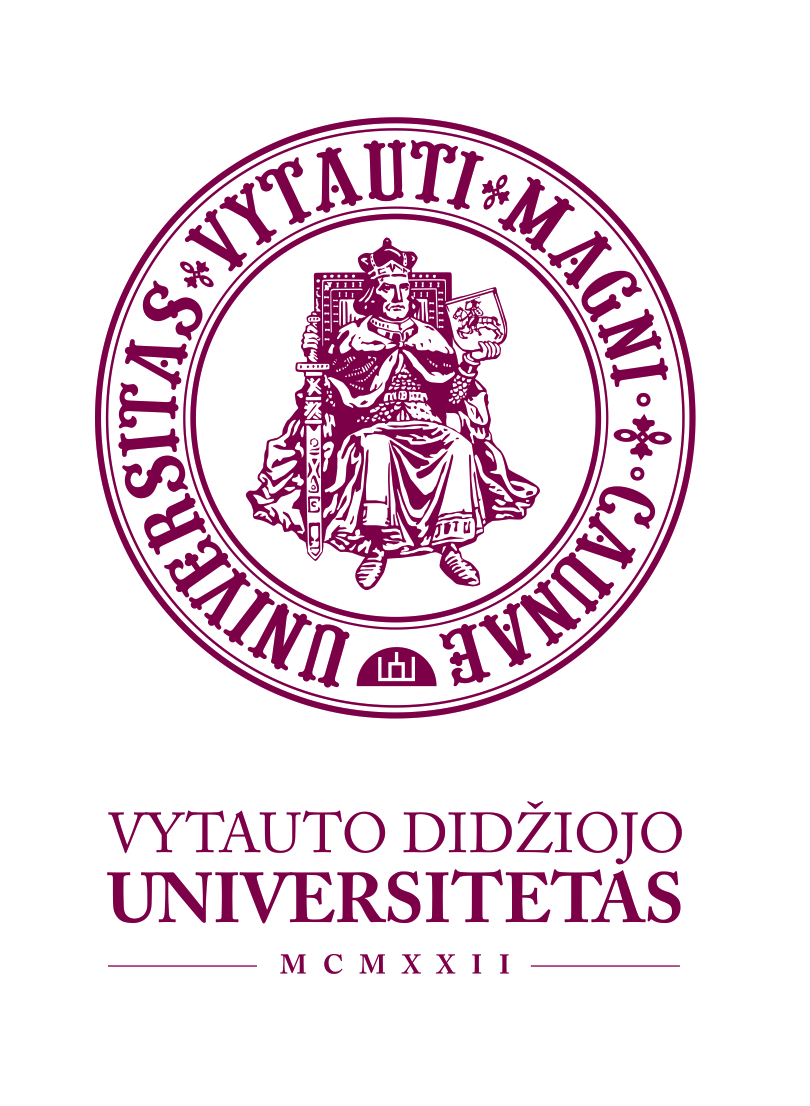 UNIVERSITAS VYTAUTI MAGNI CAUNAE
VYTAUTO DIDŽIOJO
UNIVERSITETAS
MCMXXII